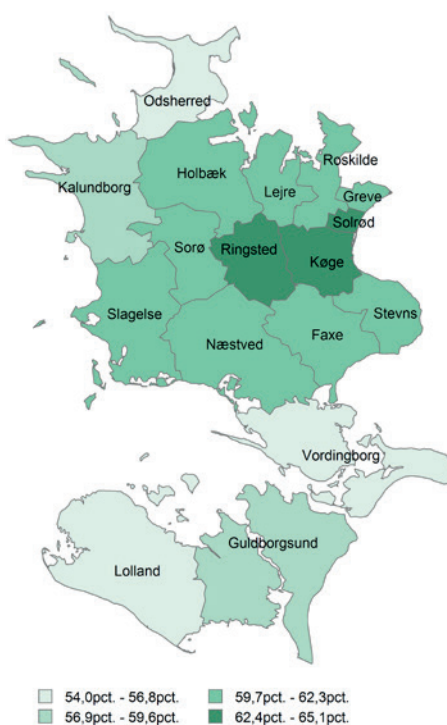 Odsherred
Roskilde
Holbæk
Kalundborg
Lejre
Greve
Solrød
Sorø
Ringsted
Køge
Slagelse
Stevns
Næstved
Faxe
Vordingborg
Guldborgsund
Lolland
54,0pct. - 56,8pct.
59,7pct. - 62,3pct.
56,9pct. - 59,6pct.
62,4pct. - 65,1pct.